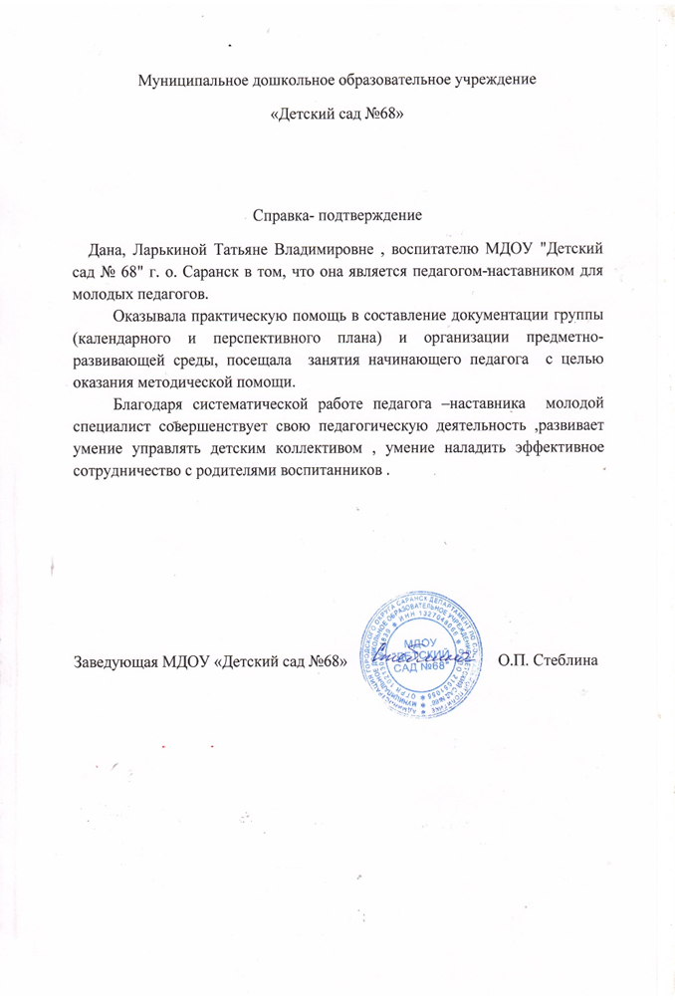 Муниципальное дошкольное образовательное учреждение
«Детский сад №68»
Справка- подтверждение
Дана, Ларькиной Татьяне Владимировне , воспитателю МДОУ "Детский
сад № 68" г. о. Саранск в том, что она является педагогом-наставником для
молодых педагогов.
Оказывала практическую помощь в составление документации группы
(календарного и перспективного плана) и организации предметно-
развивающей среды, посещала занятия начинающего педагога с целью
оказания методической помощи.
Благодаря систематической работе педагога –наставника молодой
специалист совершенствует свою педагогическую деятельность ,развивает
умение управлять детским коллективом , умение наладить эффективное
сотрудничество с родителями воспитанников .
Заведующая МДОУ «Детский сад №68» О.П. Стеблина
МДОУ
ДЕТСКИЙ
САД №68